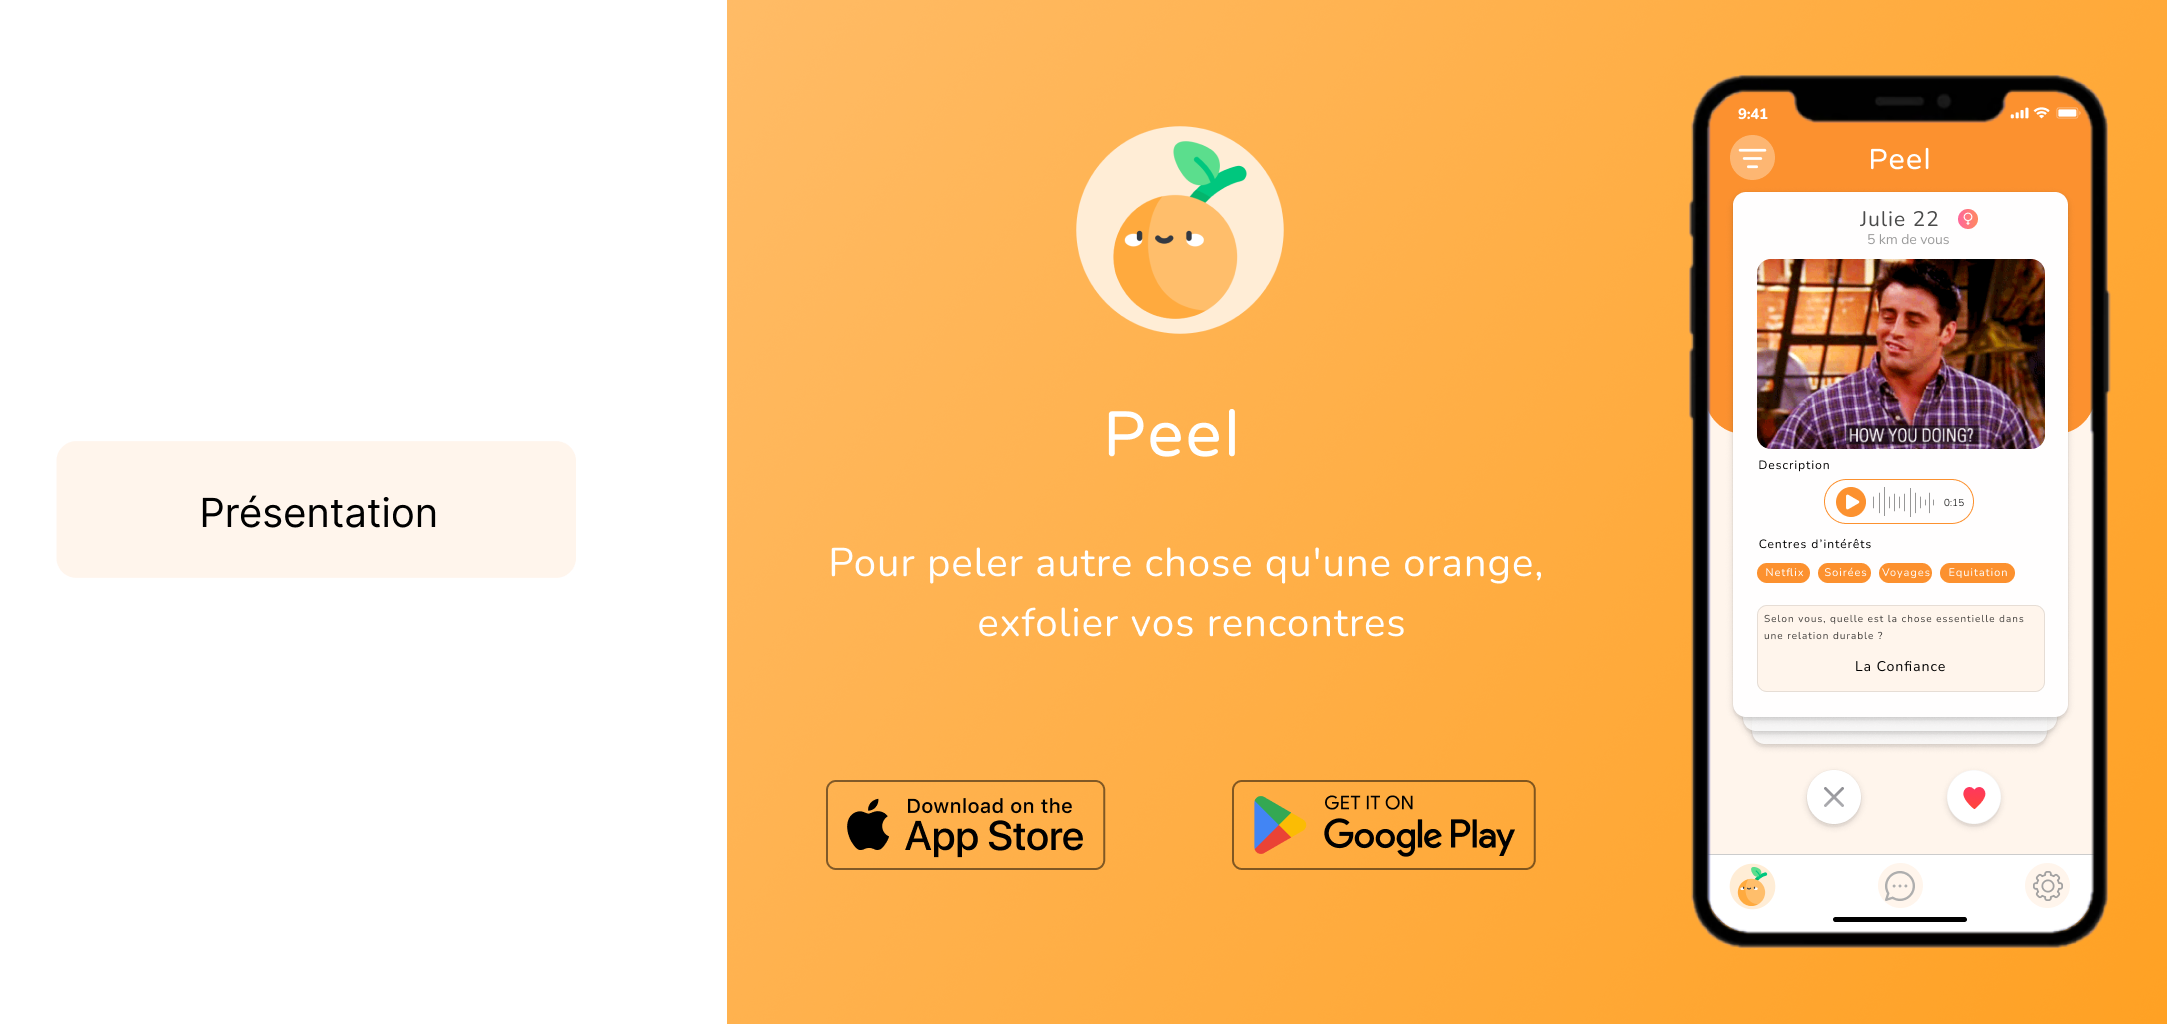 Présentation
Peel
Pour peler autre chose qu'une orange,
exfolier vos rencontres
Download on the
App Store
GET IT ON
Google Play
9:41
Peel
Julie 22
5 km de vous
HOW YOU DOING?
Description
0:15
Centres d'intérêts
Netflix Soirées Voyages Equitation
Selon vous, quelle est la chose essentielle dans
une relation durable ?
La Confiance